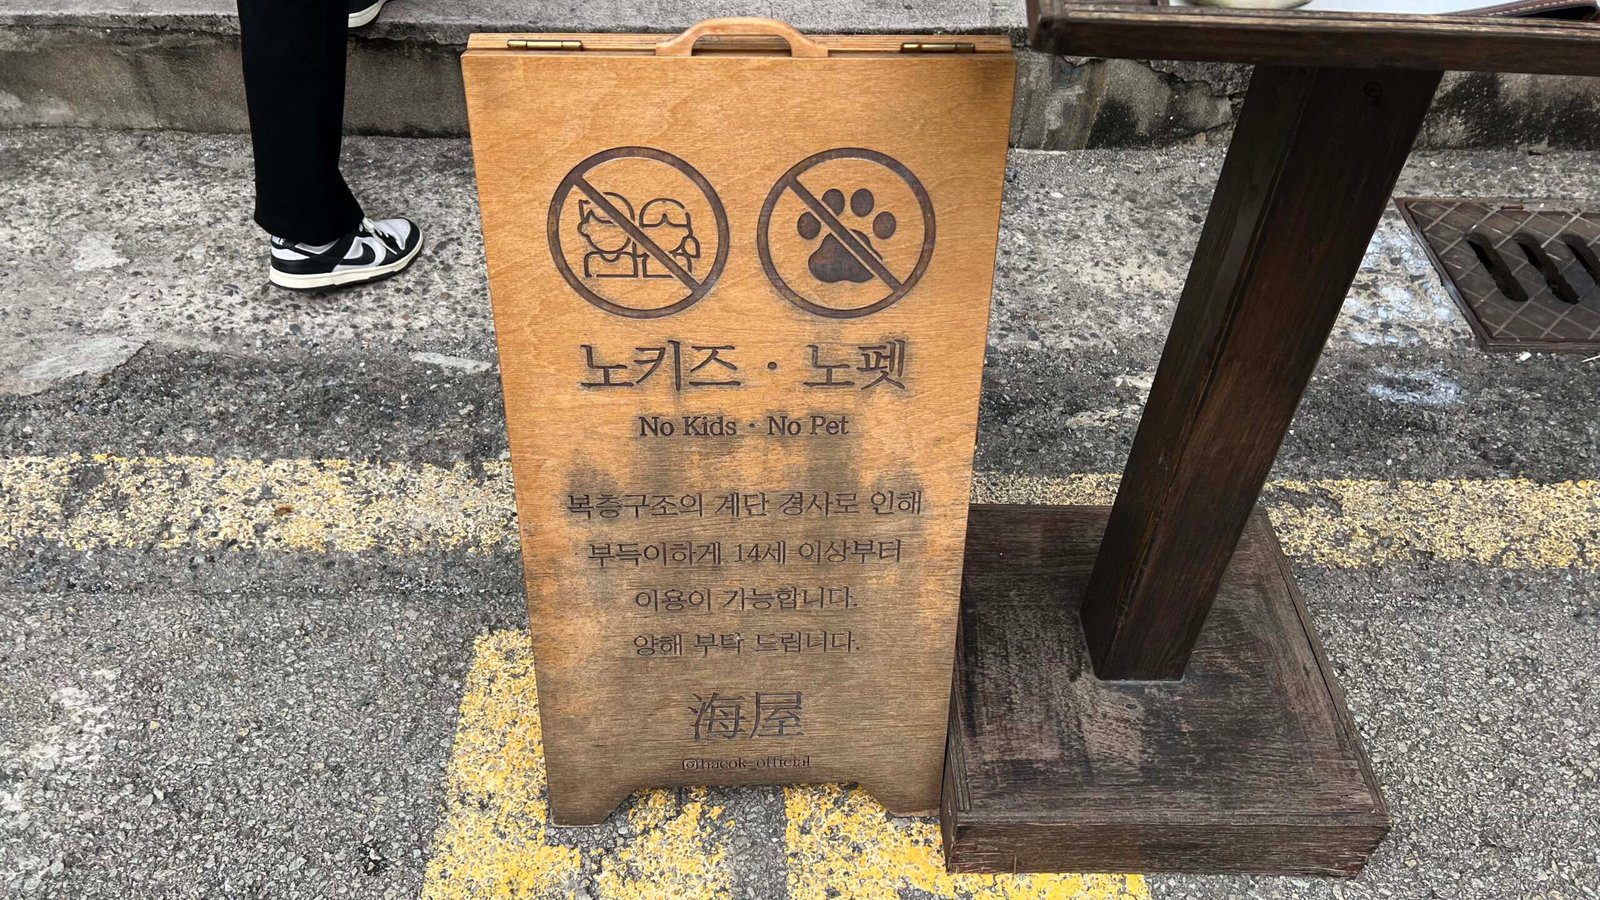 노키즈 · 노펫
No Kids · No Pet
복층구조의 계단 경사로 인해
부득이하게 14세 이상부터
이용이 가능합니다.
양해 부탁 드립니다.
海屋
@haeok_official